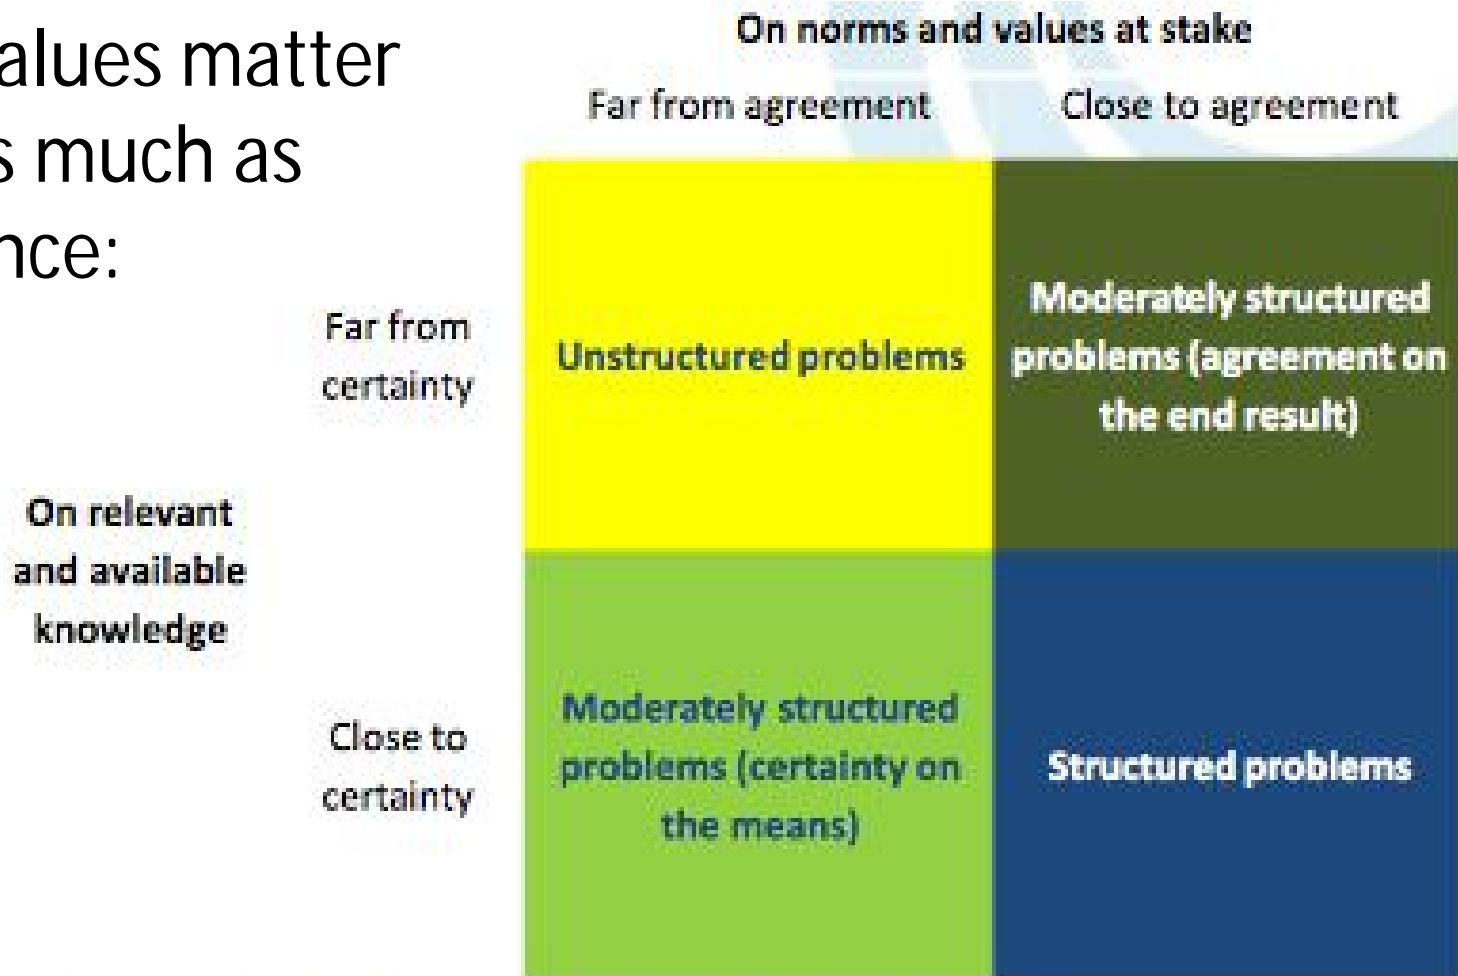 alues matter
s much as
nce:
On norms and values at stake
Far from agreement
Close to agreement
Far from
certainty
Unstructured problems
Moderately structured
problems (agreement on
the end result)
On relevant
and available
knowledge
Close to
certainty
Moderately structured
problems (certainty on
the means)
Structured problems